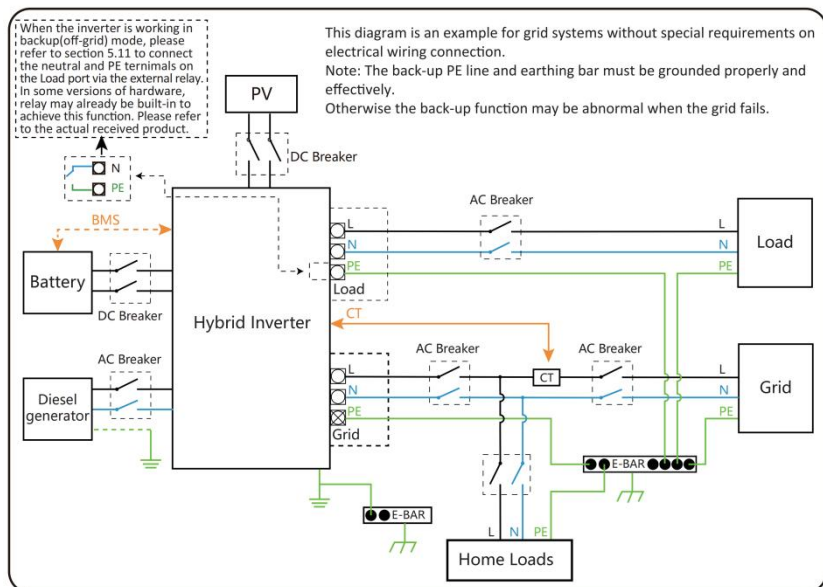 When the inverter is working in
backup(off-grid) mode, please
refer to section 5.11 to connect
the neutral and PE ternimals on
the Load port via the external relay.
In some versions of hardware,
relay may already be built-in to
achieve this function. Please refer
to the actual received product.
This diagram is an example for grid systems without special requirements on
electrical wiring connection.
Note: The back-up PE line and earthing bar must be grounded properly and
effectively.
Otherwise the back-up function may be abnormal when the grid fails.
PV
DC Breaker
N
PE
BMS
Battery
DC Breaker
AC Breaker
Diesel
generator
Hybrid Inverter
L
N
PE
Load
AC Breaker
L
N
PE
Load
CT
L
N
PE
Grid
AC Breaker
CT
AC Breaker
L
N
PE
Grid
E-BAR
E-BAR
L
N
PE
Home Loads